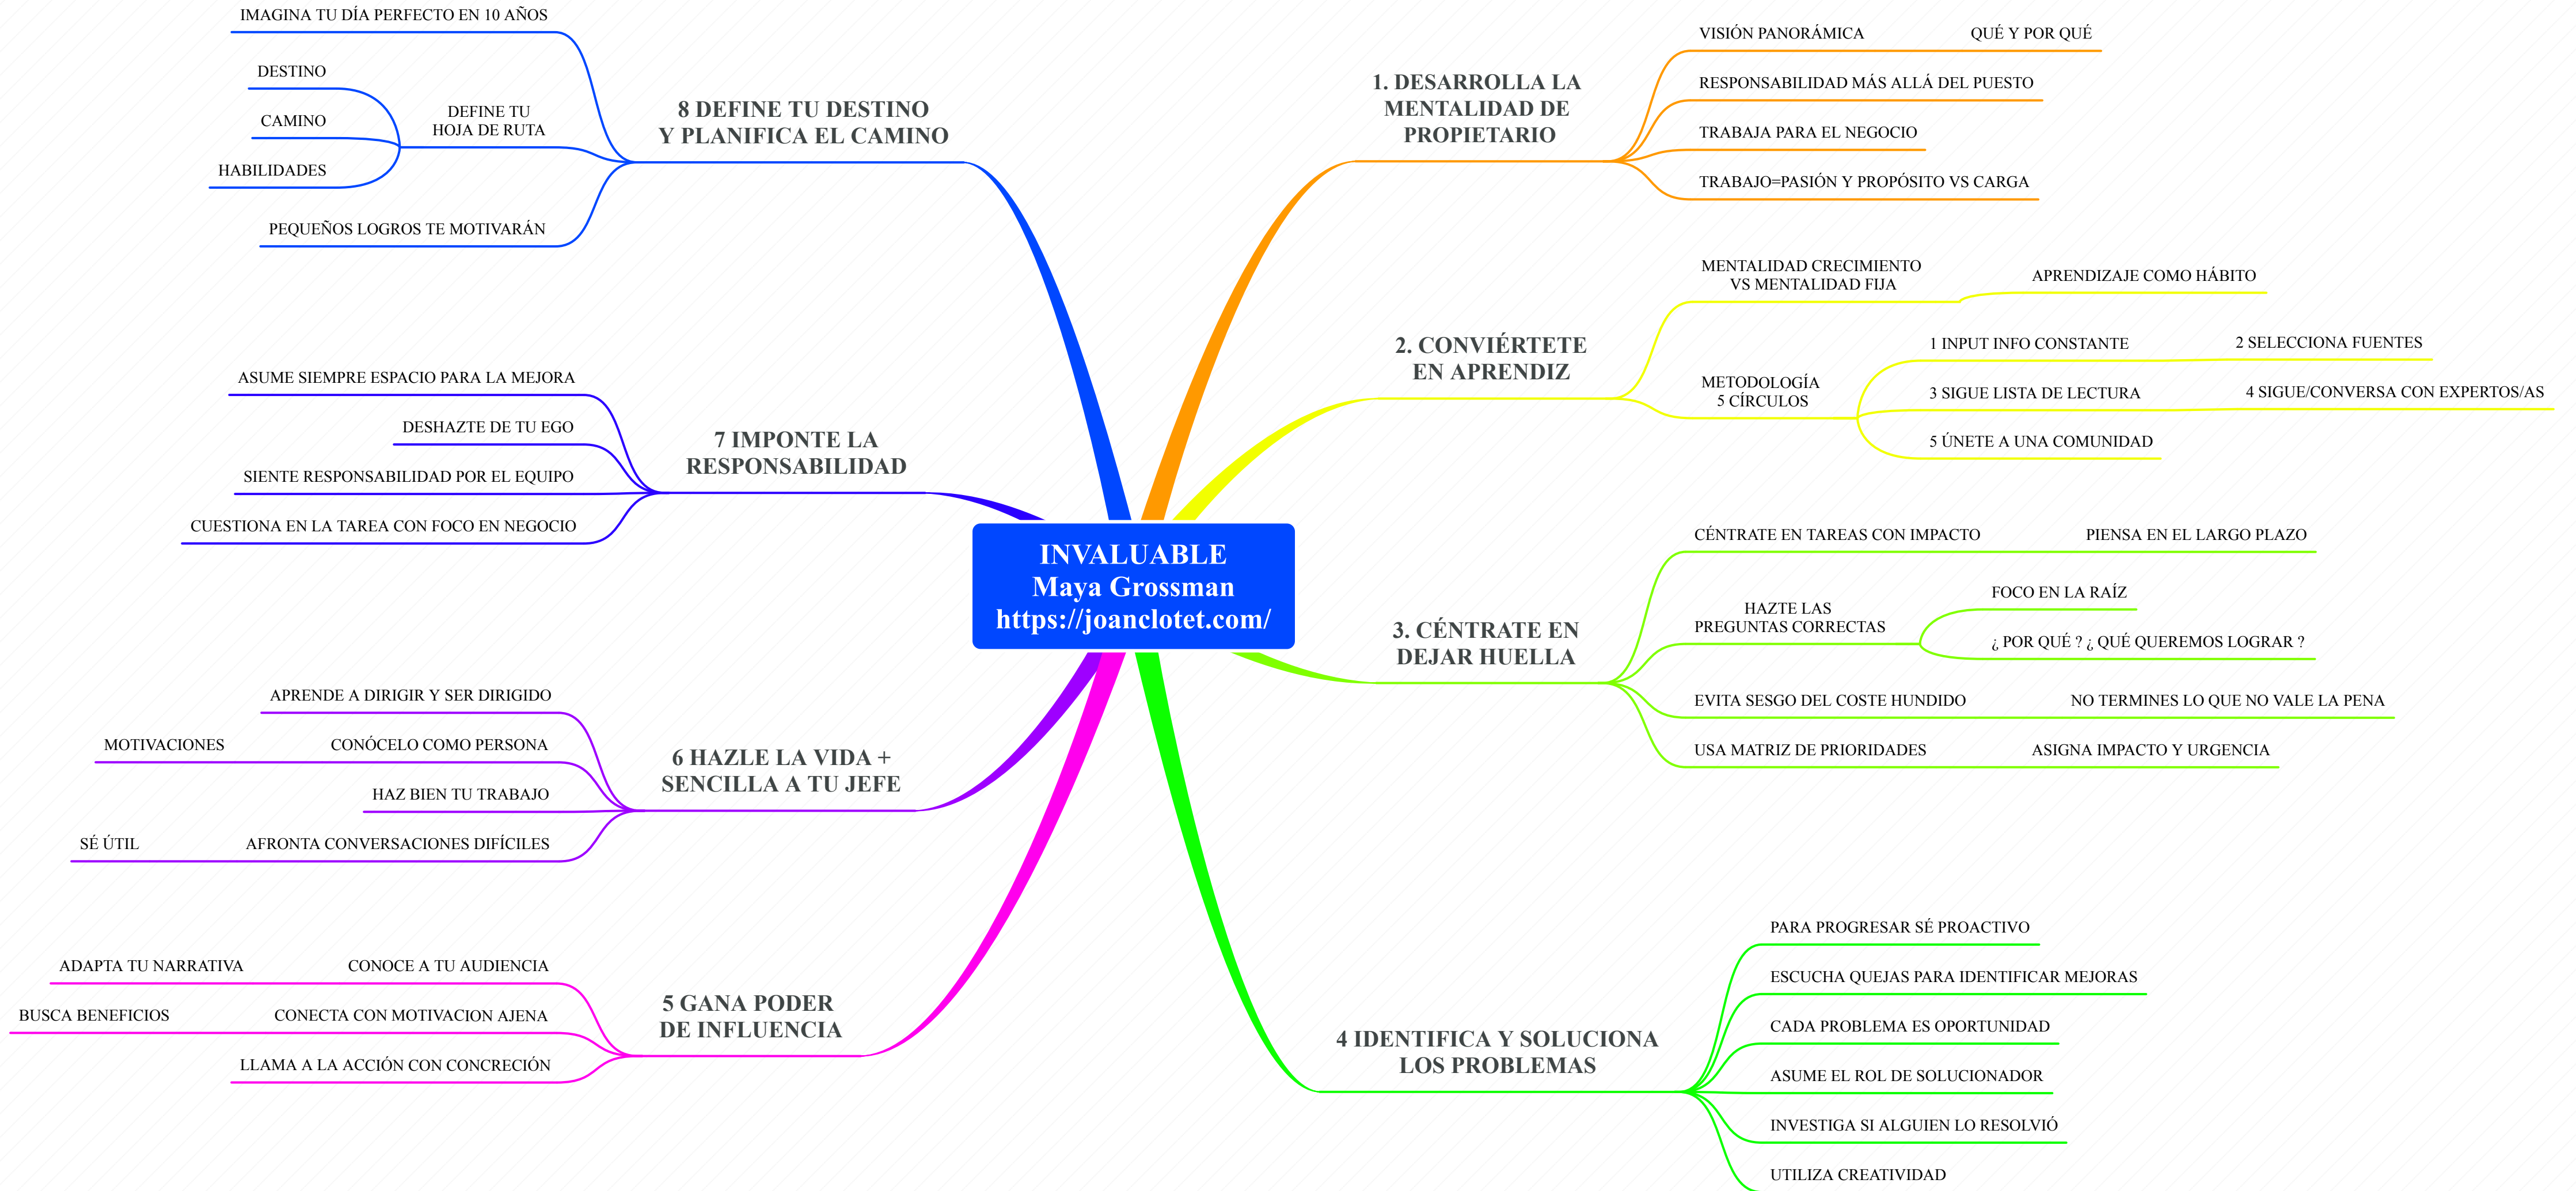 INVALUABLE
Maya Grossman
https://joanclotet.com/
1. DESARROLLA LA
MENTALIDAD DE
PROPIETARIO
VISIÓN PANORÁMICA
QUÉ Y POR QUÉ
RESPONSABILIDAD MÁS ALLÁ DEL PUESTO
TRABAJA PARA EL NEGOCIO
TRABAJO=PASIÓN Y PROPÓSITO VS CARGA
2. CONVIÉRTETE
EN APRENDIZ
MENTALIDAD CRECIMIENTO
VS MENTALIDAD FIJA
APRENDIZAJE COMO HÁBITO
METODOLOGÍA
5 CÍRCULOS
1 INPUT INFO CONSTANTE
2 SELECCIONA FUENTES
3 SIGUE LISTA DE LECTURA
4 SIGUE/CONVERSA CON EXPERTOS/AS
5 ÚNETE A UNA COMUNIDAD
3. CÉNTRATE EN
DEJAR HUELLA
CÉNTRATE EN TAREAS CON IMPACTO
PIENSA EN EL LARGO PLAZO
HAZTE LAS
PREGUNTAS CORRECTAS
FOCO EN LA RAÍZ
¿ POR QUÉ ? ¿ QUÉ QUEREMOS LOGRAR ?
EVITA SESGO DEL COSTE HUNDIDO
NO TERMINES LO QUE NO VALE LA PENA
USA MATRIZ DE PRIORIDADES
ASIGNA IMPACTO Y URGENCIA
4 IDENTIFICA Y SOLUCIONA
LOS PROBLEMAS
PARA PROGRESAR SÉ PROACTIVO
ESCUCHA QUEJAS PARA IDENTIFICAR MEJORAS
CADA PROBLEMA ES OPORTUNIDAD
ASUME EL ROL DE SOLUCIONADOR
INVESTIGA SI ALGUIEN LO RESOLVIÓ
UTILIZA CREATIVIDAD
5 GANA PODER
DE INFLUENCIA
CONOCE A TU AUDIENCIA
ADAPTA TU NARRATIVA
CONECTA CON MOTIVACION AJENA
BUSCA BENEFICIOS
LLAMA A LA ACCIÓN CON CONCRECIÓN
6 HAZLE LA VIDA +
SENCILLA A TU JEFE
APRENDE A DIRIGIR Y SER DIRIGIDO
CONÓCELO COMO PERSONA
MOTIVACIONES
HAZ BIEN TU TRABAJO
AFRONTA CONVERSACIONES DIFÍCILES
SÉ ÚTIL
7 IMPONTE LA
RESPONSABILIDAD
ASUME SIEMPRE ESPACIO PARA LA MEJORA
DESHAZTE DE TU EGO
SIENTE RESPONSABILIDAD POR EL EQUIPO
CUESTIONA EN LA TAREA CON FOCO EN NEGOCIO
8 DEFINE TU DESTINO
Y PLANIFICA EL CAMINO
IMAGINA TU DÍA PERFECTO EN 10 AÑOS
DEFINE TU
HOJA DE RUTA
DESTINO
CAMINO
HABILIDADES
PEQUEÑOS LOGROS TE MOTIVARÁN